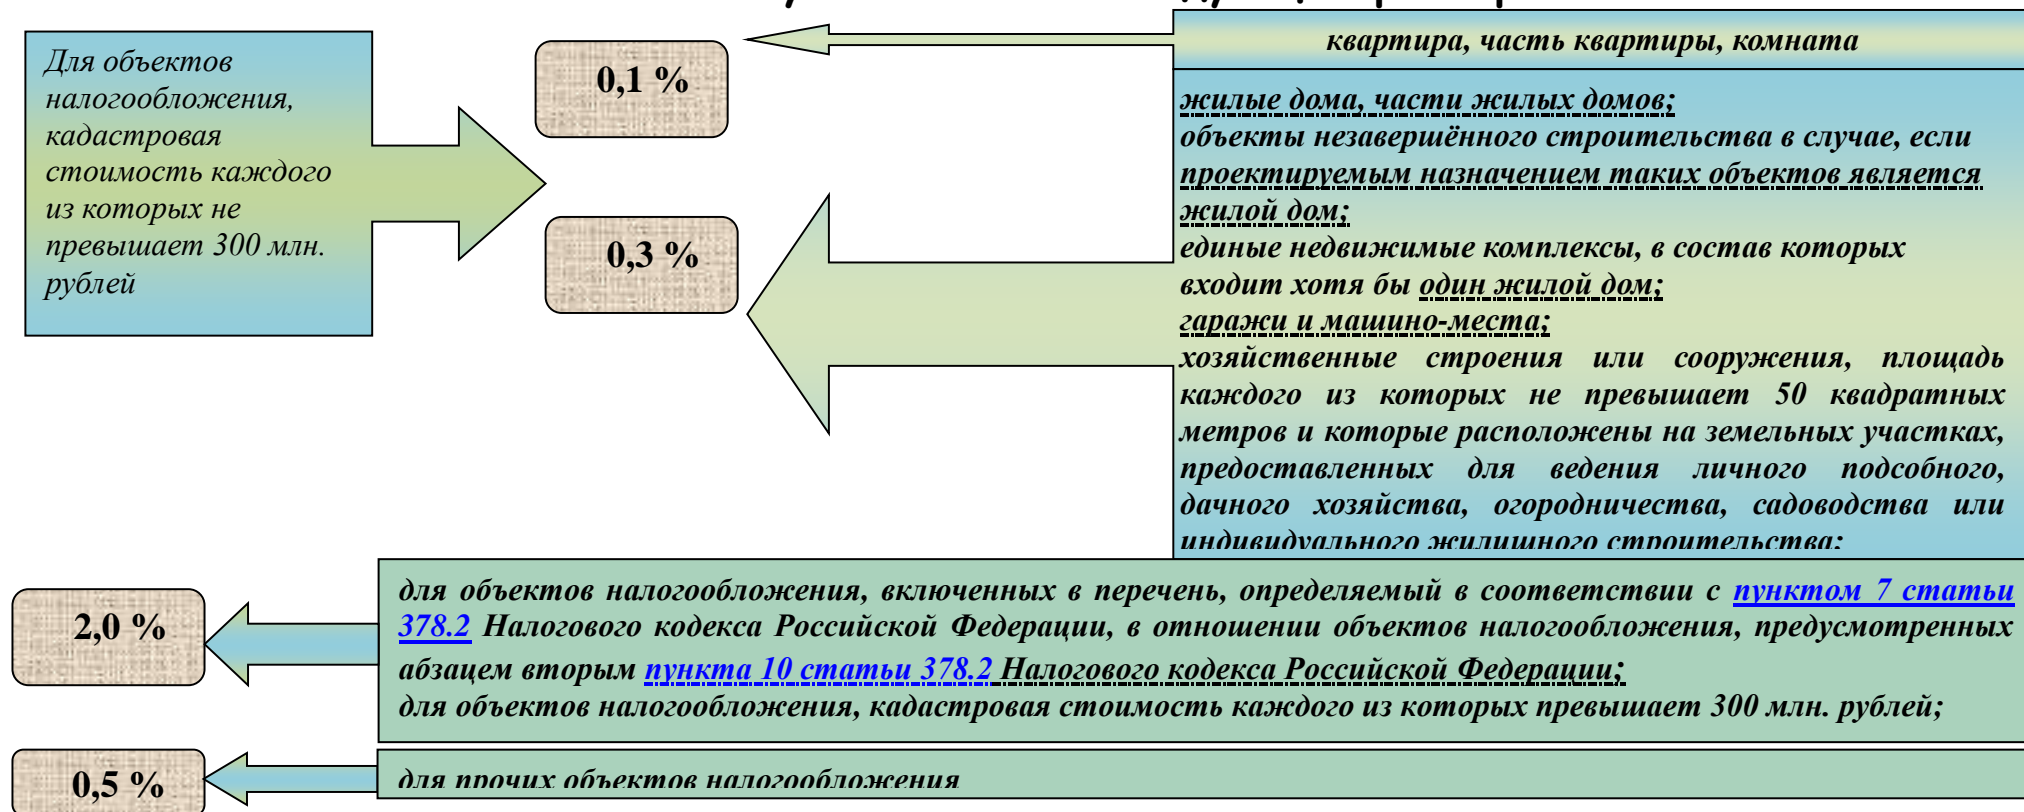 Для объектов
налогообложения,
кадастровая
стоимость каждого
из которых не
превышает 300 млн.
рублей
0,1 %
0,3 %
квартира, часть квартиры, комната
жилые дома, части жилых домов;
объекты незавершённого строительства в случае, если
проектируемым назначением таких объектов является
жилой дом;
единые недвижимые комплексы, в состав которых
входит хотя бы один жилой дом;
гаражи и машино-места;
хозяйственные строения или сооружения, площадь
каждого из которых не превышает 50 квадратных
метров и которые расположены на земельных участках,
предоставленных для ведения личного подсобного,
дачного хозяйства, огородничества, садоводства или
индивидуального жилищного строительства;
2,0 %
для объектов налогообложения, включенных в перечень, определяемый в соответствии с пунктом 7 статьи
378.2 Налогового кодекса Российской Федерации, в отношении объектов налогообложения, предусмотренных
абзацем вторым пункта 10 статьи 378.2 Налогового кодекса Российской Федерации;
для объектов налогообложения, кадастровая стоимость каждого из которых превышает 300 млн. рублей;
0,5 %
для прочих объектов налогообложения